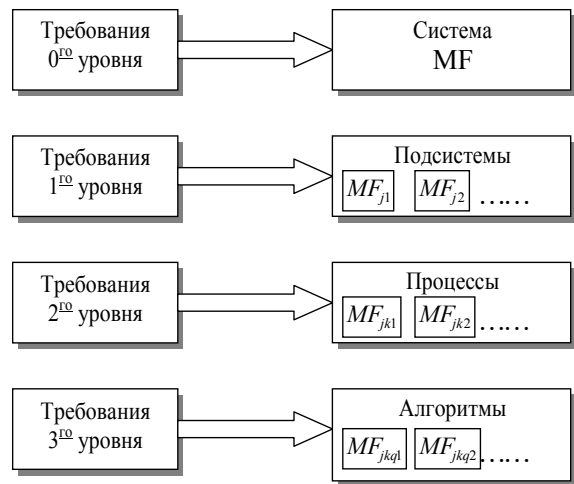 Требования
0го уровня
Система
MF
Требования
1го уровня
Подсистемы
MFj1 MFj2 ……
Требования
2го уровня
Процессы
MFjk1 MFjk2 ……
Требования
3го уровня
Алгоритмы
MFjkq1 MFjkq2 ……